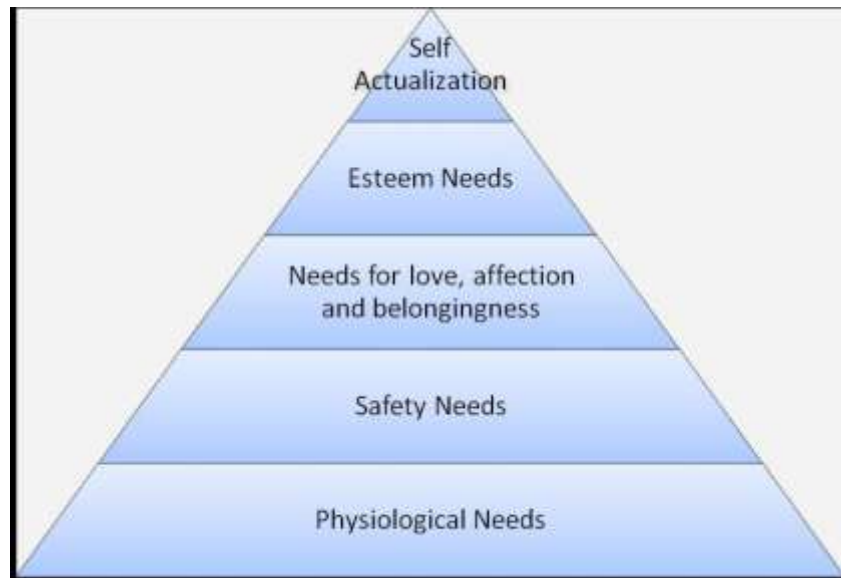 Self
Actualization
Esteem Needs
Needs for love, affection
and belongingness
Safety Needs
Physiological Needs